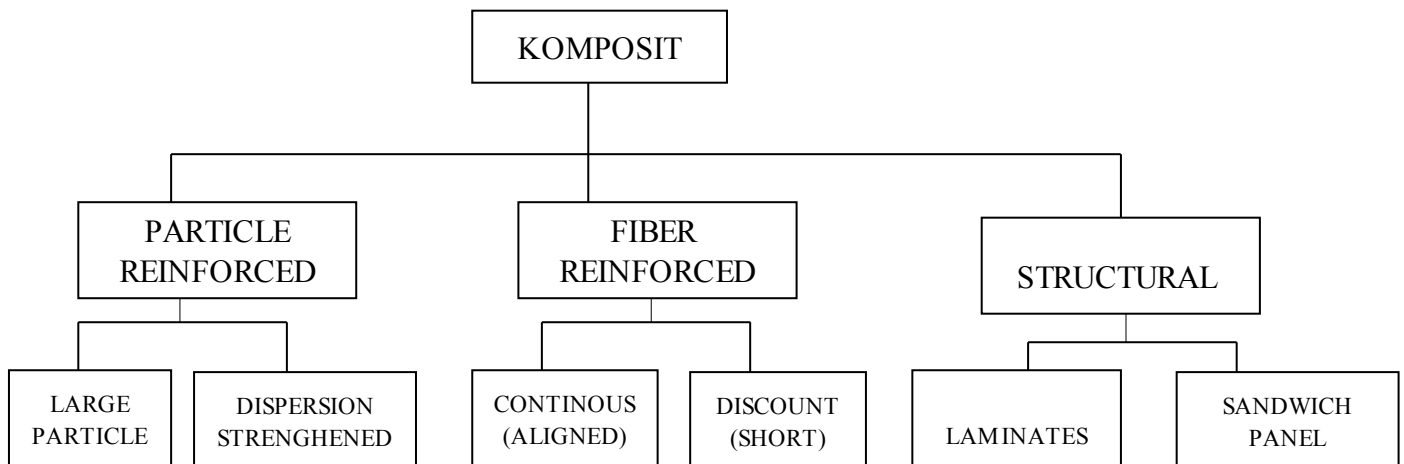 KOMPOSIT
PARTICLE
REINFORCED
FIBER
REINFORCED
STRUCTURAL
LARGE
PARTICLE
DISPERSION
STRENGHENED
CONTINOUS
(ALIGNED)
DISCOUNT
(SHORT)
LAMINATES
SANDWICH
PANEL